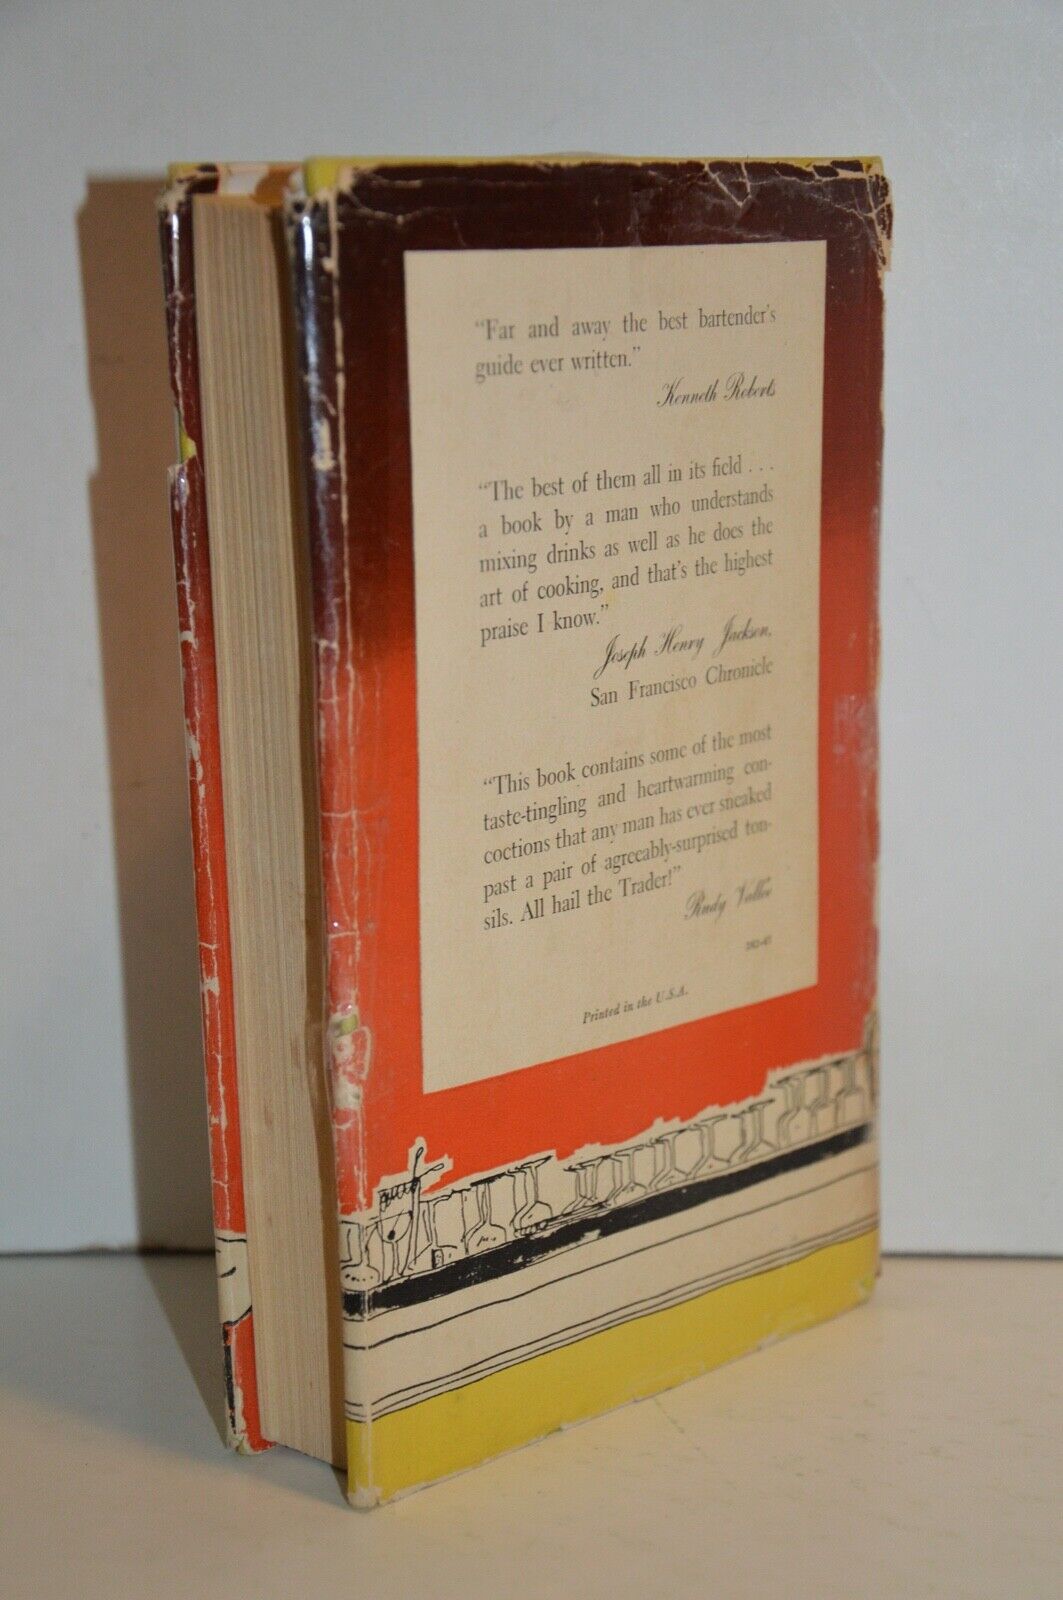 "Far and away the best bartender's
guide ever written."
Kenneth Roberts
"The best of them all in its field . . .
a book by a man who understands
mixing drinks as well as he does the
art of cooking, and that's the highest
praise I know."
Joseph Henry Jackson,
San Francisco Chronicle
"This book contains some of the most
taste-tingling and heartwarming con-
coctions that any man has ever sneaked
past a pair of agreeably-surprised ton-
sils. All hail the Trader!"
Rudy Vallee
Printed in the U.S.A.